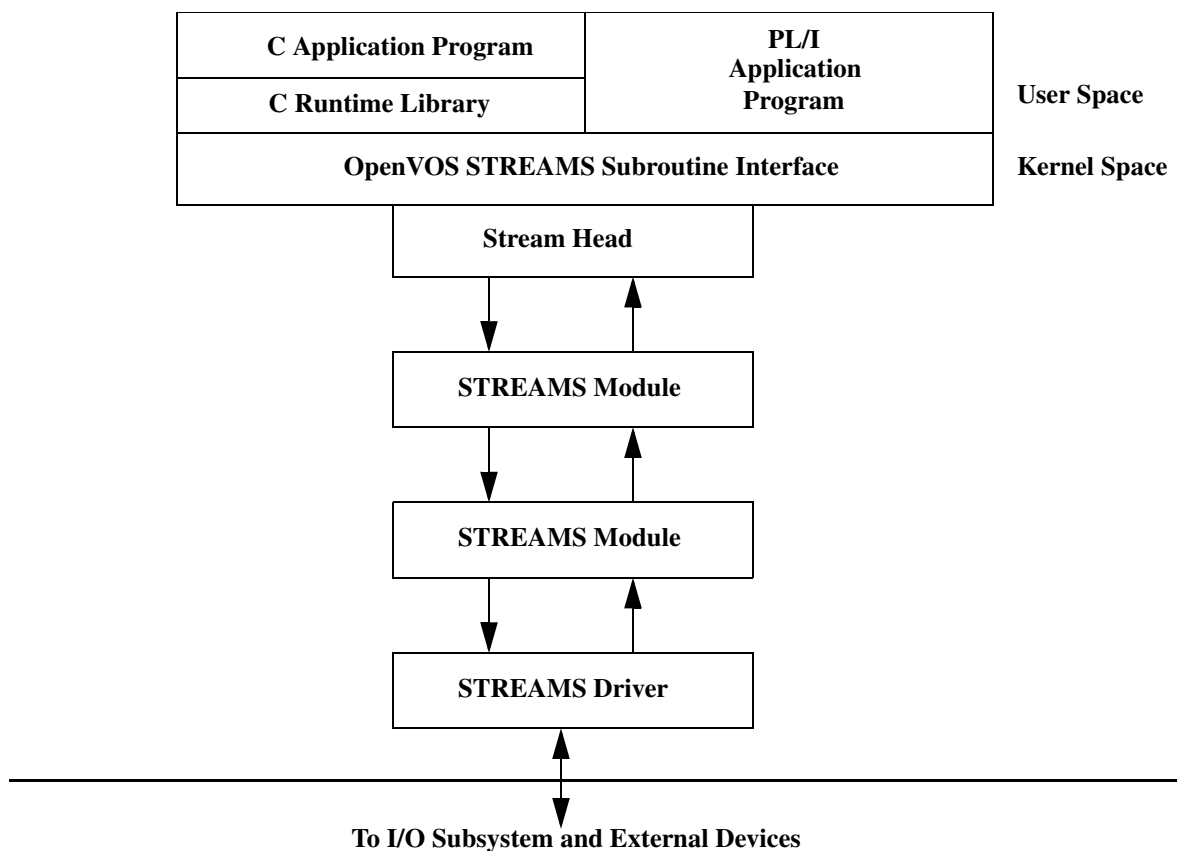 C Application Program
PL/I
Application
Program
C Runtime Library
User Space
OpenVOS STREAMS Subroutine Interface
Kernel Space
Stream Head
STREAMS Module
STREAMS Module
STREAMS Driver
To I/O Subsystem and External Devices